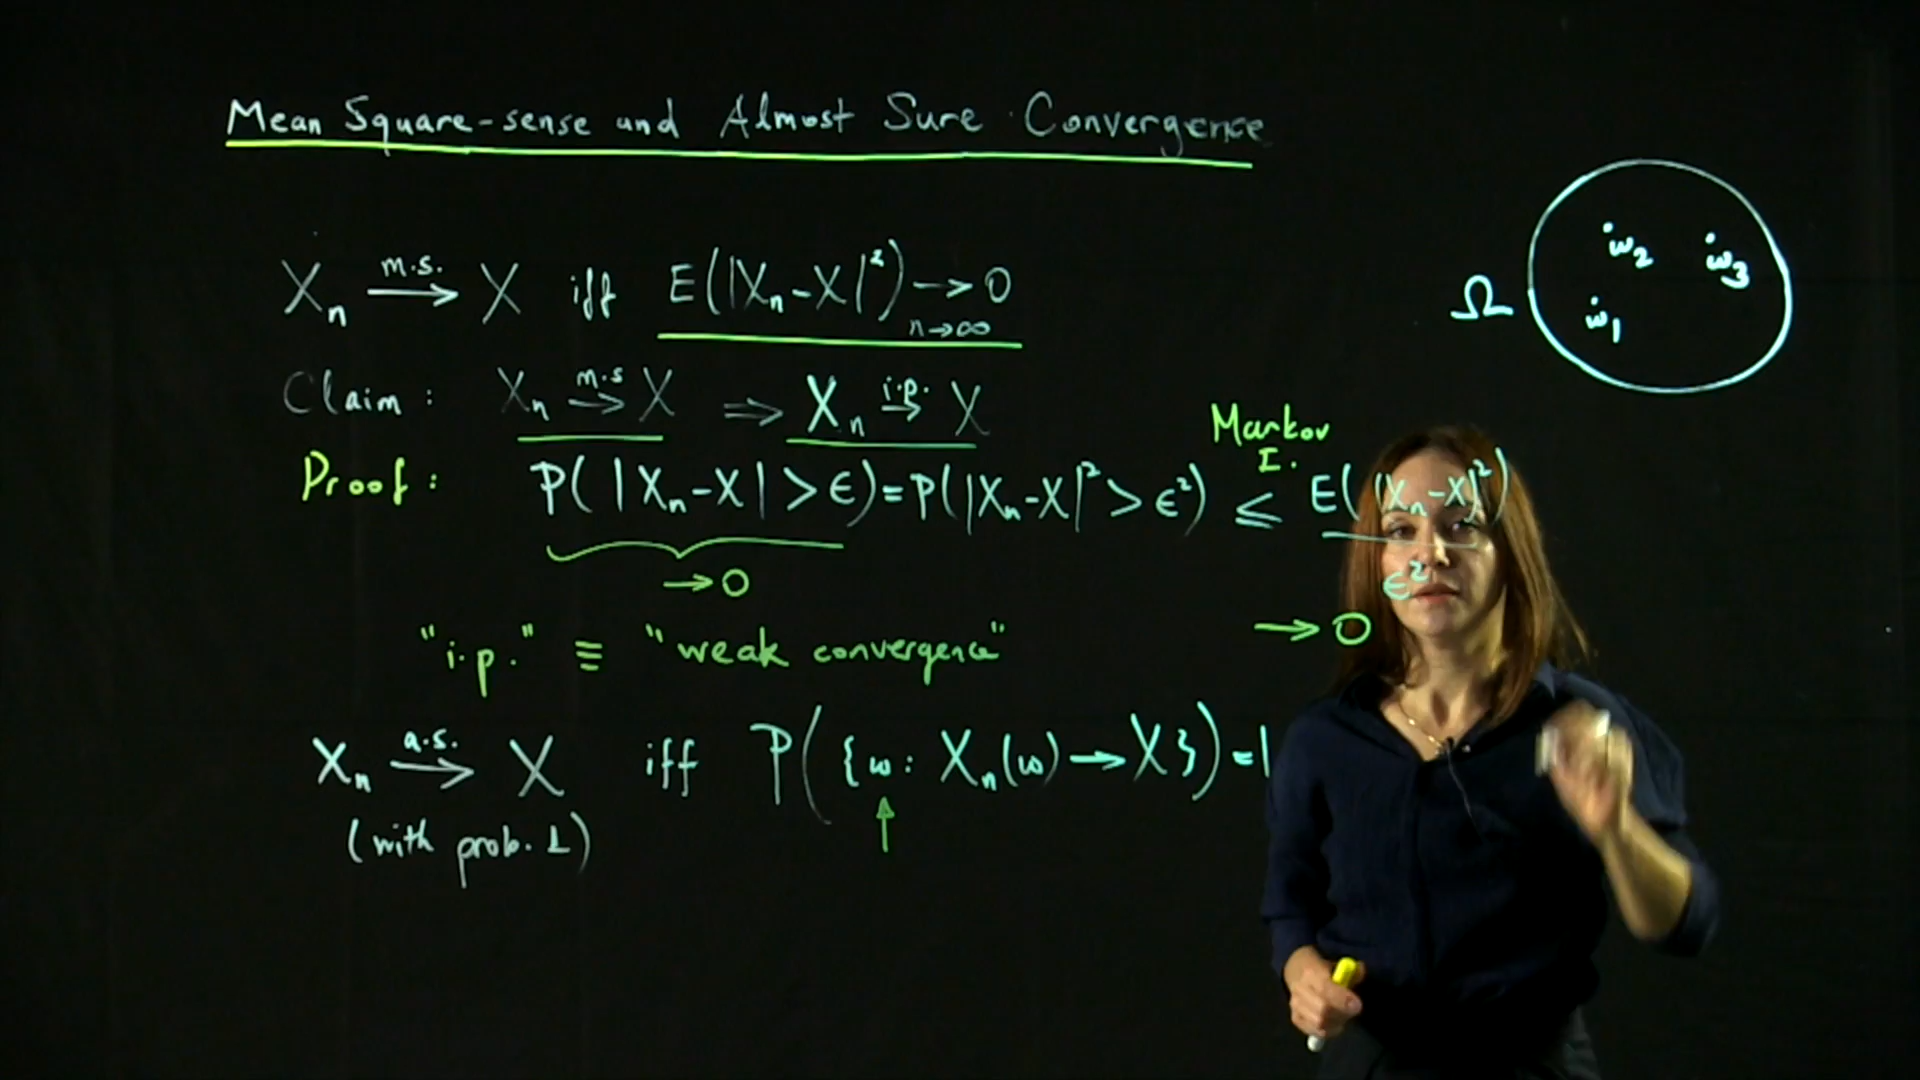 Mean Square-sense and Almost Sure Convergence
Xₙ —m.s.→ X iff E(|Xₙ-X|²) → 0 n→∞
Ω ω₂ ω₃ ω₁
Claim : Xₙ —m.s→ X ⇒ Xₙ —i.p.→ X
Markov I.
Proof : P( |Xₙ-X| > ϵ) = P(|Xₙ-X|² > ϵ²) ≤ E( |Xₙ-X|²) / ϵ²
→ 0 → 0
"i.p." ≡ "weak convergence"
Xₙ —a.s.→ X iff P({ω: Xₙ(ω) → X}) = 1
(with prob. 1)